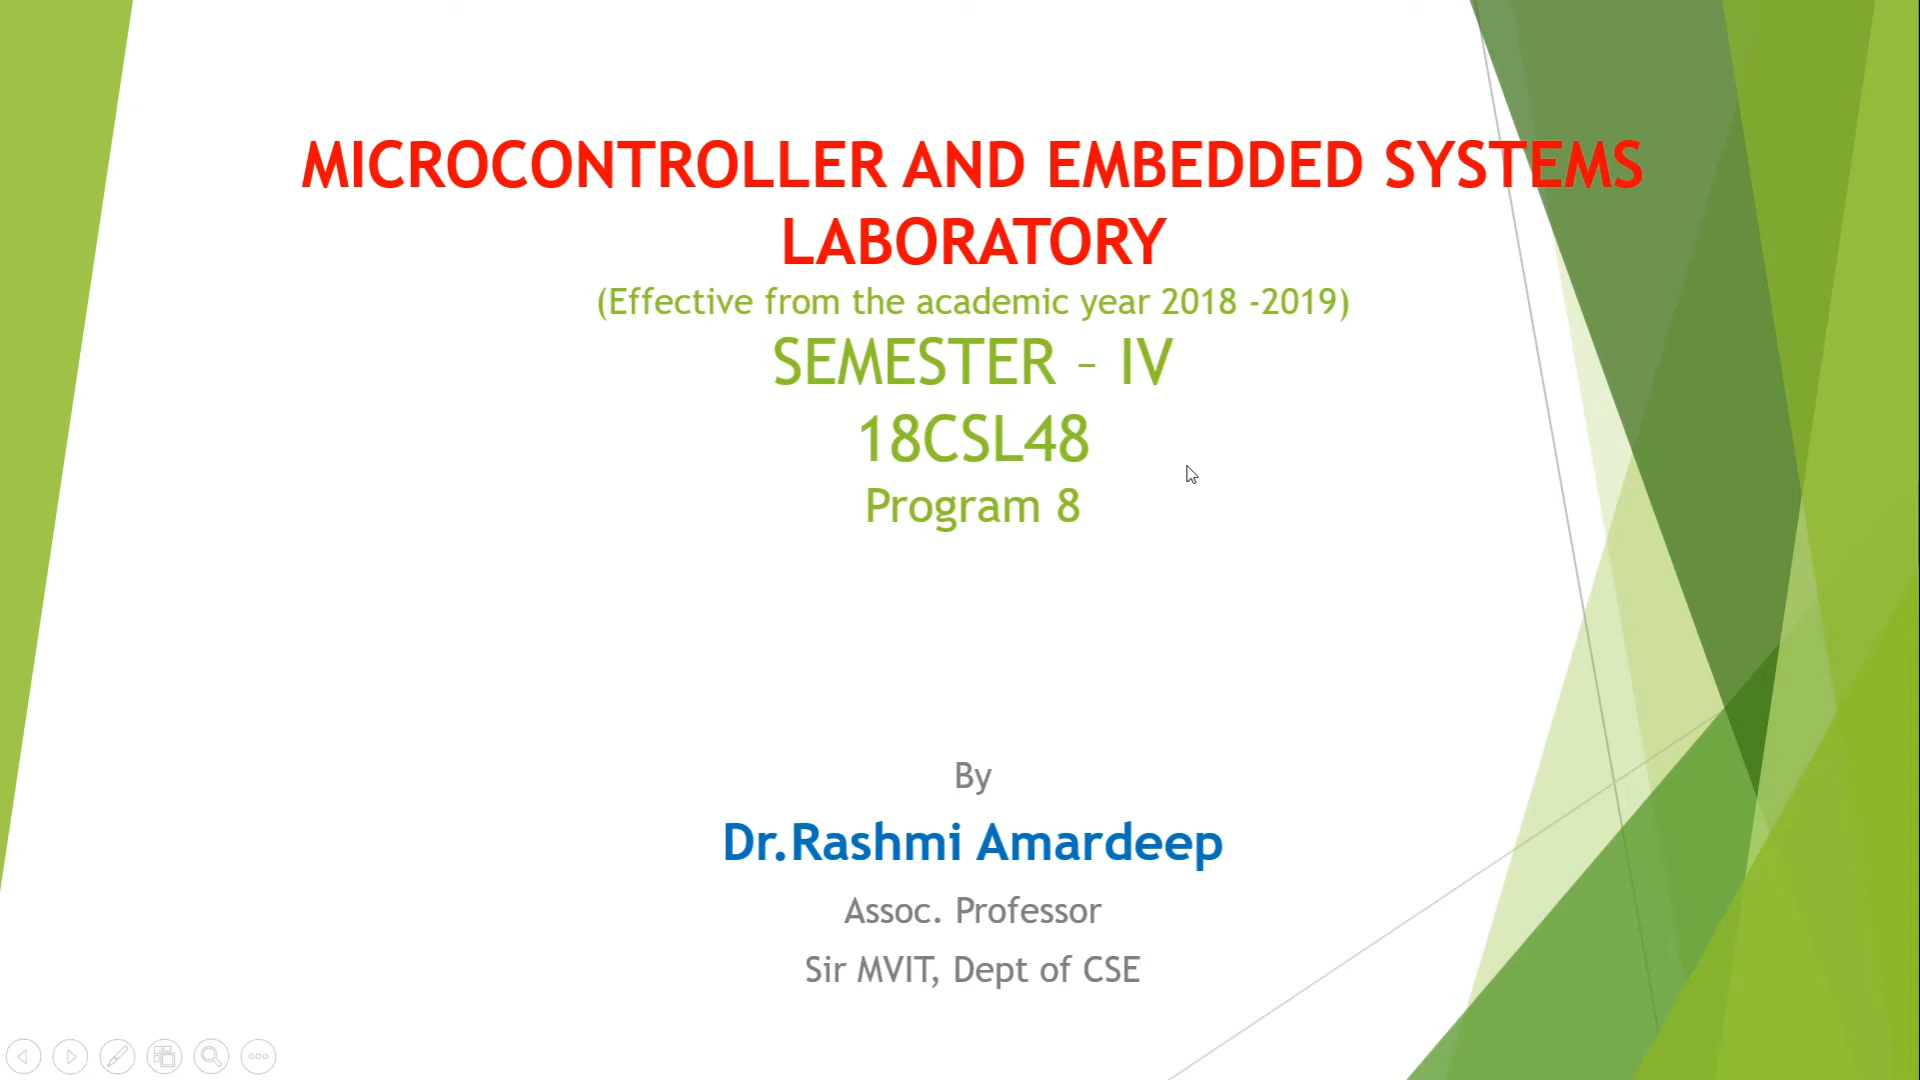 MICROCONTROLLER AND EMBEDDED SYSTEMS
LABORATORY
(Effective from the academic year 2018 -2019)
SEMESTER – IV
18CSL48
Program 8
By
Dr.Rashmi Amardeep
Assoc. Professor
Sir MVIT, Dept of CSE